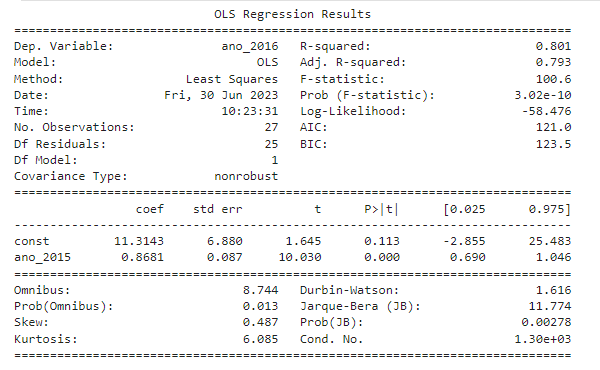 OLS Regression Results
==============================================================================
Dep. Variable: ano_2016 R-squared: 0.801
Model: OLS Adj. R-squared: 0.793
Method: Least Squares F-statistic: 100.6
Date: Fri, 30 Jun 2023 Prob (F-statistic): 3.02e-10
Time: 10:23:31 Log-Likelihood: -58.476
No. Observations: 27 AIC: 121.0
Df Residuals: 25 BIC: 123.5
Df Model: 1
Covariance Type: nonrobust
==============================================================================
coef std err t P>|t| [0.025 0.975]
------------------------------------------------------------------------------
const 11.3143 6.880 1.645 0.113 -2.855 25.483
ano_2015 0.8681 0.087 10.030 0.000 0.690 1.046
==============================================================================
Omnibus: 8.744 Durbin-Watson: 1.616
Prob(Omnibus): 0.013 Jarque-Bera (JB): 11.774
Skew: 0.487 Prob(JB): 0.00278
Kurtosis: 6.085 Cond. No. 1.30e+03
==============================================================================